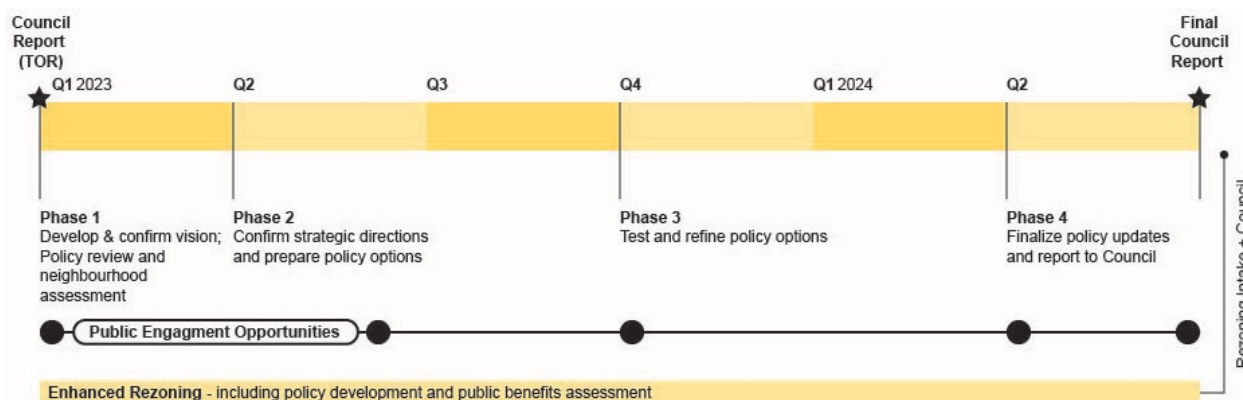 Council
Report
(TOR)
Final
Council
Report
Q1 2023
Q2
Q3
Q4
Q1 2024
Q2
Phase 1
Develop & confirm vision;
Policy review and
neighbourhood
assessment
Phase 2
Confirm strategic directions
and prepare policy options
Phase 3
Test and refine policy options
Phase 4
Finalize policy updates
and report to Council
Public Engagment Opportunities
Enhanced Rezoning - including policy development and public benefits assessment
Rezoning Intake + Council